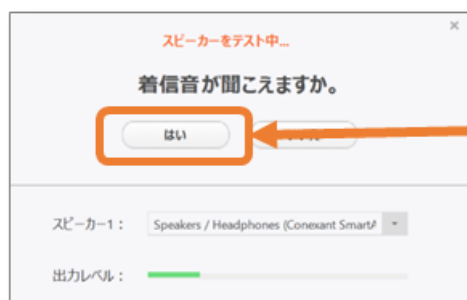 スピーカーをテスト中...
着信音が聞こえますか。
はい
スピーカー1：
Speakers / Headphones (Conexant SmartA
出力レベル：